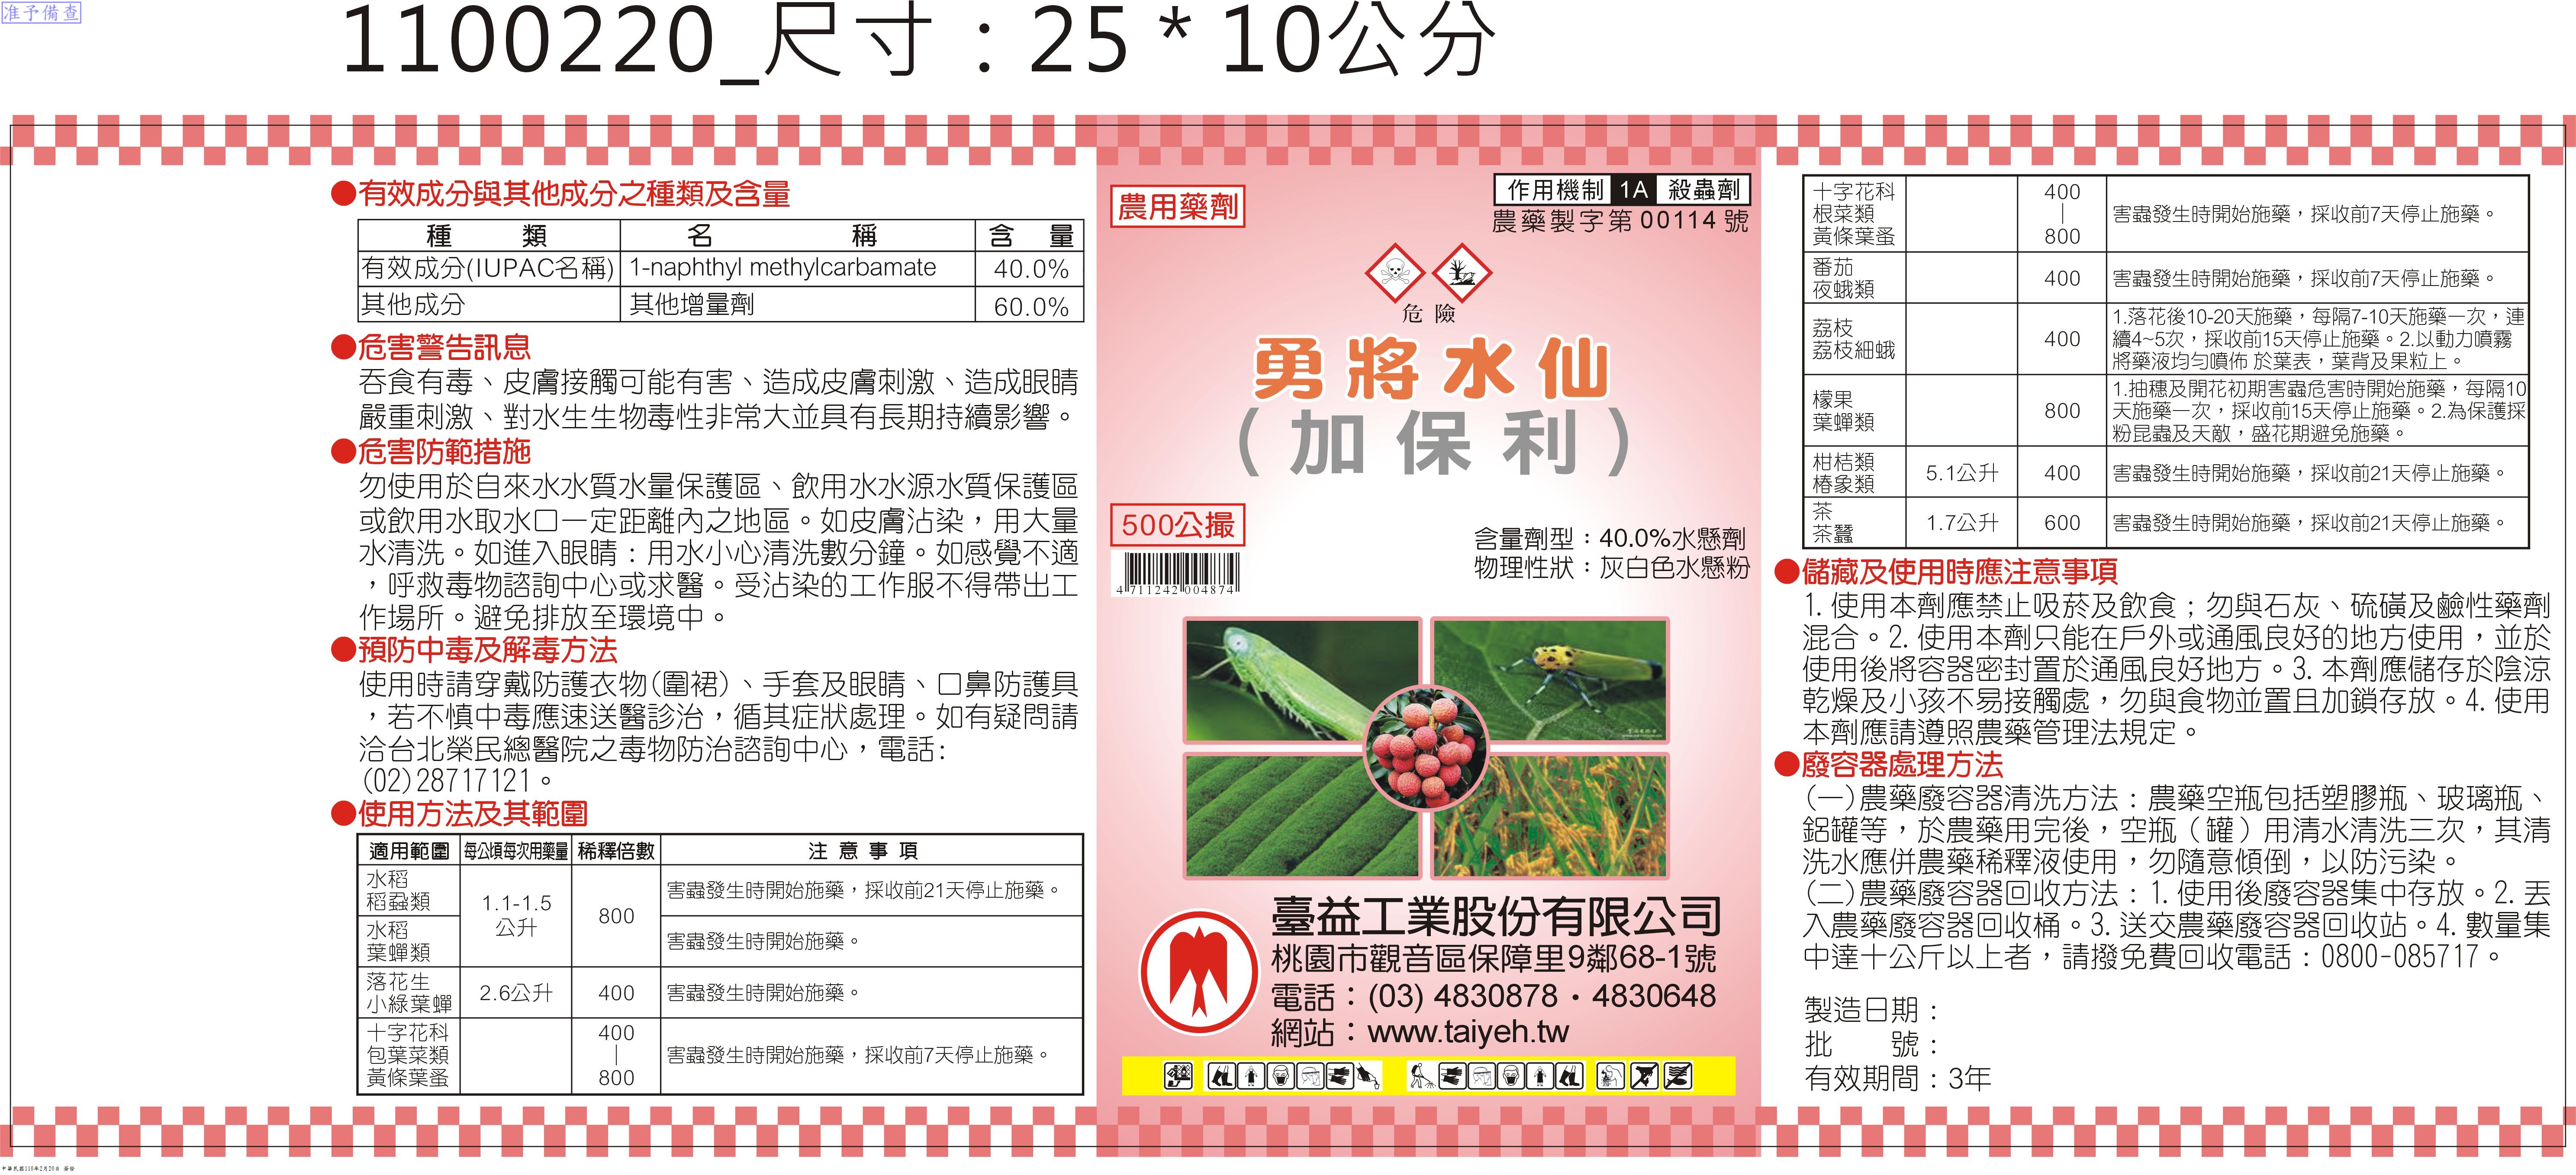 准予備查
1100220_尺寸：25＊10公分
●有效成分與其他成分之種類及含量
種類 名稱 含量
有效成分(IUPAC名稱) 1-naphthyl methylcarbamate 40.0%
其他成分 其他增量劑 60.0%
●危害警告訊息
吞食有毒、皮膚接觸可能有害、造成皮膚刺激、造成眼睛
嚴重刺激、對水生生物毒性非常大並具有長期持續影響。
●危害防範措施
勿使用於自來水水質水量保護區、飲用水水源水質保護區
或飲用水取水口一定距離內之地區。如皮膚沾染，用大量
水清洗。如進入眼睛：用水小心清洗數分鐘。如感覺不適
，呼救毒物諮詢中心或求醫。受沾染的工作服不得帶出工
作場所。避免排放至環境中。
●預防中毒及解毒方法
使用時請穿戴防護衣物(圍裙)、手套及眼睛、口鼻防護具
，若不慎中毒應速送醫診治，循其症狀處理。如有疑問請
洽台北榮民總醫院之毒物防治諮詢中心，電話:
(02)28717121。
●使用方法及其範圍
適用範圍 每公頃每次用藥量 稀釋倍數 注意事項
水稻
稻蝨類 1.1-1.5
公升 800 害蟲發生時開始施藥，採收前21天停止施藥。
水稻
葉蟬類 害蟲發生時開始施藥。
落花生
小綠葉蟬 2.6公升 400 害蟲發生時開始施藥。
十字花科
包葉菜類
黃條葉蚤 400
|
800 害蟲發生時開始施藥，採收前7天停止施藥。
農用藥劑
作用機制 1A 殺蟲劑
農藥製字第00114號
危險
勇將水仙
(加保利)
500公撮
4 711242 004874
含量劑型：40.0%水懸劑
物理性狀：灰白色水懸粉
臺益工業股份有限公司
桃園市觀音區保障里9鄰68-1號
電話：(03) 4830878・4830648
網站：www.taiyeh.tw
十字花科
根菜類
黃條葉蚤 400
|
800 害蟲發生時開始施藥，採收前7天停止施藥。
番茄
夜蛾類 400 害蟲發生時開始施藥，採收前7天停止施藥。
荔枝
荔枝細蛾 400 1.落花後10-20天施藥，每隔7-10天施藥一次，連
續4~5次，採收前15天停止施藥。2.以動力噴霧
將藥液均勻噴佈 於葉表，葉背及果粒上。
檬果
葉蟬類 800 1.抽穗及開花初期害蟲危害時開始施藥，每隔10
天施藥一次，採收前15天停止施藥。2.為保護採
粉昆蟲及天敵，盛花期避免施藥。
柑桔類
椿象類 5.1公升 400 害蟲發生時開始施藥，採收前21天停止施藥。
茶
茶蠶 1.7公升 600 害蟲發生時開始施藥，採收前21天停止施藥。
●儲藏及使用時應注意事項
1. 使用本劑應禁止吸菸及飲食；勿與石灰、硫磺及鹼性藥劑
混合。2. 使用本劑只能在戶外或通風良好的地方使用，並於
使用後將容器密封置於通風良好地方。3. 本劑應儲存於陰涼
乾燥及小孩不易接觸處，勿與食物並置且加鎖存放。4. 使用
本劑應請遵照農藥管理法規定。
●廢容器處理方法
(一)農藥廢容器清洗方法：農藥空瓶包括塑膠瓶、玻璃瓶、
鋁罐等，於農藥用完後，空瓶（罐）用清水清洗三次，其清
洗水應併農藥稀釋液使用，勿隨意傾倒，以防污染。
(二)農藥廢容器回收方法：1. 使用後廢容器集中存放。2. 丟
入農藥廢容器回收桶。3. 送交農藥廢容器回收站。4. 數量集
中達十公斤以上者，請撥免費回收電話：0800-085717。
製造日期：
批號：
有效期間：3年